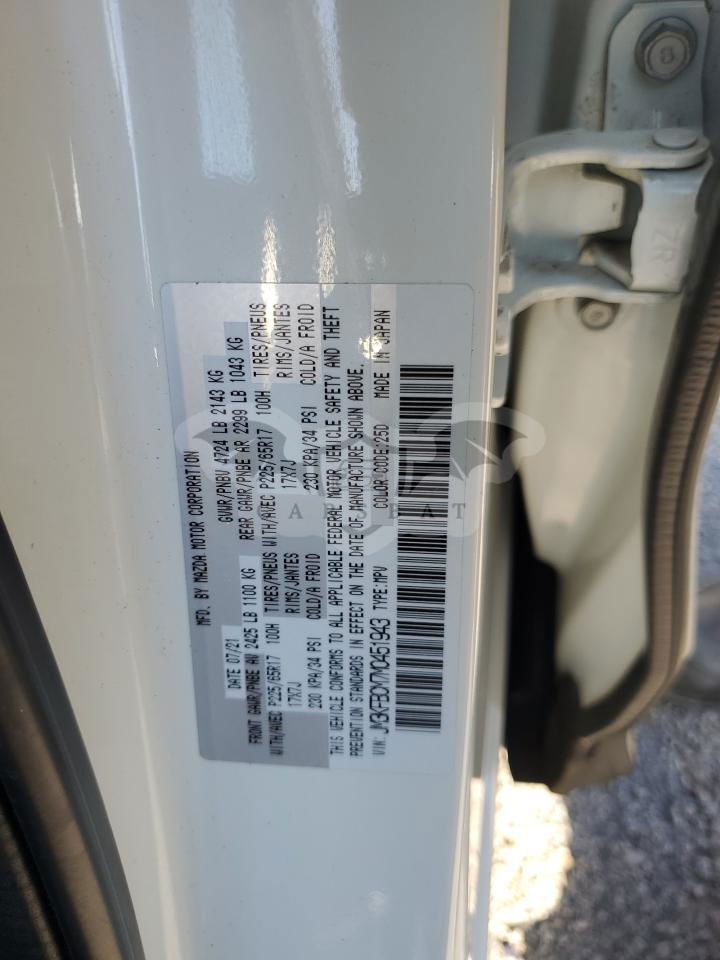 MFD. BY MAZDA MOTOR CORPORATION
DATE 07/21 GVWR/PNBV 4724 LB 2143 KG
FRONT GAWR/PNBE AV 2425 LB 1100 KG REAR GAWR/PNBE AR 2299 LB 1043 KG
WITH/AVEC P225/65R17 100H TIRES/PNEUS WITH/AVEC P225/65R17 100H TIRES/PNEUS
17X7J RIMS/JANTES 17X7J RIMS/JANTES
230 KPA/34 PSI COLD/A FROID 230 KPA/34 PSI COLD/A FROID
THIS VEHICLE CONFORMS TO ALL APPLICABLE FEDERAL MOTOR VEHICLE SAFETY AND THEFT
PREVENTION STANDARDS IN EFFECT ON THE DATE OF MANUFACTURE SHOWN ABOVE.
VIN: JM3KFBCM7M0451943 TYPE:MPV COLOR-CODE:25D MADE IN JAPAN
CARSEAT
8
ZR